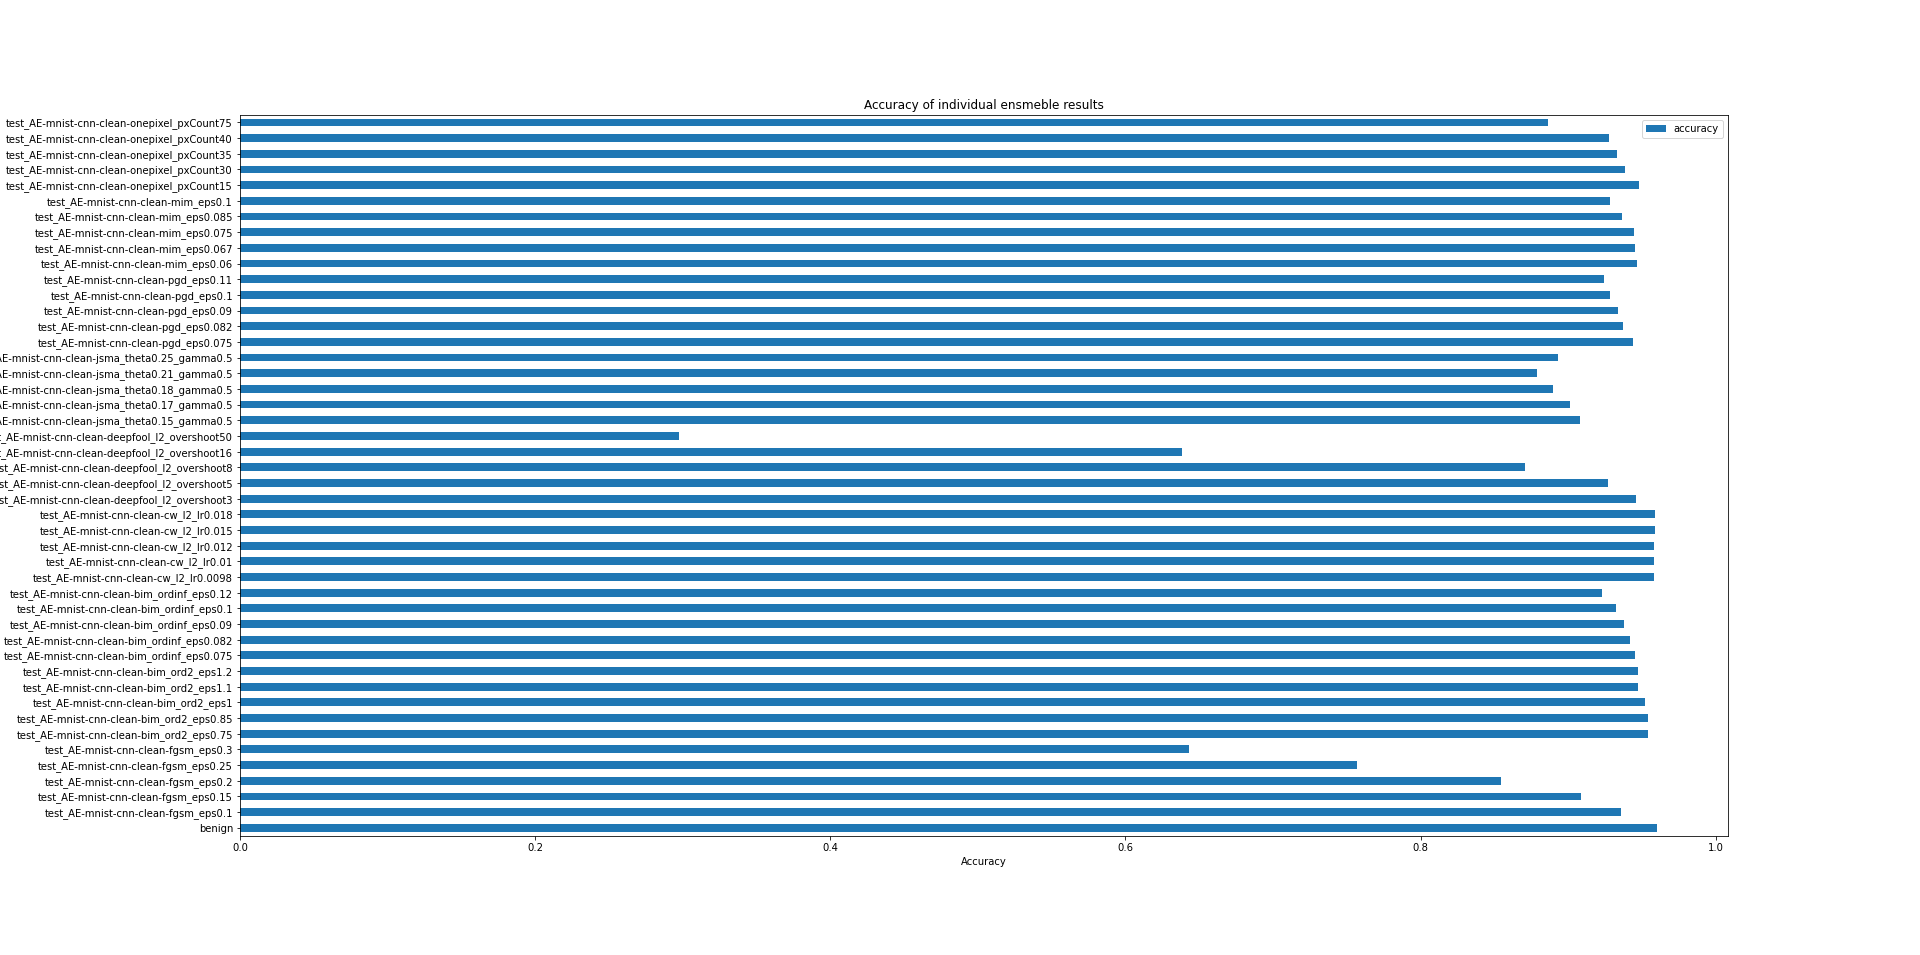 Accuracy of individual ensmeble results
accuracy
test_AE-mnist-cnn-clean-onepixel_pxCount75
test_AE-mnist-cnn-clean-onepixel_pxCount40
test_AE-mnist-cnn-clean-onepixel_pxCount35
test_AE-mnist-cnn-clean-onepixel_pxCount30
test_AE-mnist-cnn-clean-onepixel_pxCount15
test_AE-mnist-cnn-clean-mim_eps0.1
test_AE-mnist-cnn-clean-mim_eps0.085
test_AE-mnist-cnn-clean-mim_eps0.075
test_AE-mnist-cnn-clean-mim_eps0.067
test_AE-mnist-cnn-clean-mim_eps0.06
test_AE-mnist-cnn-clean-pgd_eps0.11
test_AE-mnist-cnn-clean-pgd_eps0.1
test_AE-mnist-cnn-clean-pgd_eps0.09
test_AE-mnist-cnn-clean-pgd_eps0.082
test_AE-mnist-cnn-clean-pgd_eps0.075
AE-mnist-cnn-clean-jsma_theta0.25_gamma0.5
AE-mnist-cnn-clean-jsma_theta0.21_gamma0.5
AE-mnist-cnn-clean-jsma_theta0.18_gamma0.5
AE-mnist-cnn-clean-jsma_theta0.17_gamma0.5
AE-mnist-cnn-clean-jsma_theta0.15_gamma0.5
t_AE-mnist-cnn-clean-deepfool_l2_overshoot50
t_AE-mnist-cnn-clean-deepfool_l2_overshoot16
st_AE-mnist-cnn-clean-deepfool_l2_overshoot8
st_AE-mnist-cnn-clean-deepfool_l2_overshoot5
st_AE-mnist-cnn-clean-deepfool_l2_overshoot3
test_AE-mnist-cnn-clean-cw_l2_lr0.018
test_AE-mnist-cnn-clean-cw_l2_lr0.015
test_AE-mnist-cnn-clean-cw_l2_lr0.012
test_AE-mnist-cnn-clean-cw_l2_lr0.01
test_AE-mnist-cnn-clean-cw_l2_lr0.0098
test_AE-mnist-cnn-clean-bim_ordinf_eps0.12
test_AE-mnist-cnn-clean-bim_ordinf_eps0.1
test_AE-mnist-cnn-clean-bim_ordinf_eps0.09
test_AE-mnist-cnn-clean-bim_ordinf_eps0.082
test_AE-mnist-cnn-clean-bim_ordinf_eps0.075
test_AE-mnist-cnn-clean-bim_ord2_eps1.2
test_AE-mnist-cnn-clean-bim_ord2_eps1.1
test_AE-mnist-cnn-clean-bim_ord2_eps1
test_AE-mnist-cnn-clean-bim_ord2_eps0.85
test_AE-mnist-cnn-clean-bim_ord2_eps0.75
test_AE-mnist-cnn-clean-fgsm_eps0.3
test_AE-mnist-cnn-clean-fgsm_eps0.25
test_AE-mnist-cnn-clean-fgsm_eps0.2
test_AE-mnist-cnn-clean-fgsm_eps0.15
test_AE-mnist-cnn-clean-fgsm_eps0.1
benign
0.0 0.2 0.4 0.6 0.8 1.0
Accuracy